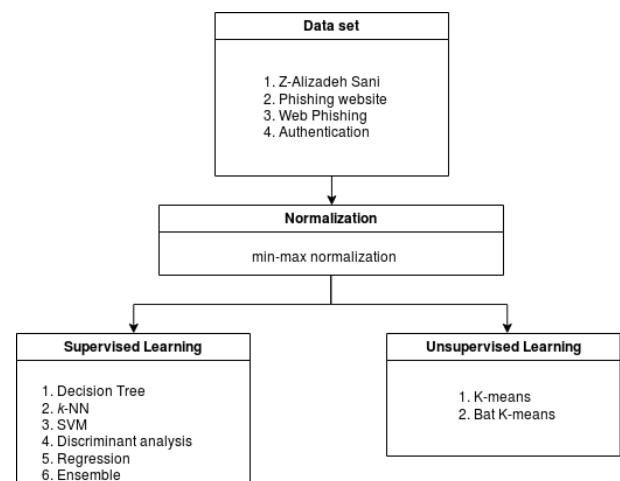 Data set
1. Z-Alizadeh Sani
2. Phishing website
3. Web Phishing
4. Authentication
Normalization
min-max normalization
Supervised Learning
1. Decision Tree
2. k-NN
3. SVM
4. Discriminant analysis
5. Regression
6. Ensemble
Unsupervised Learning
1. K-means
2. Bat K-means